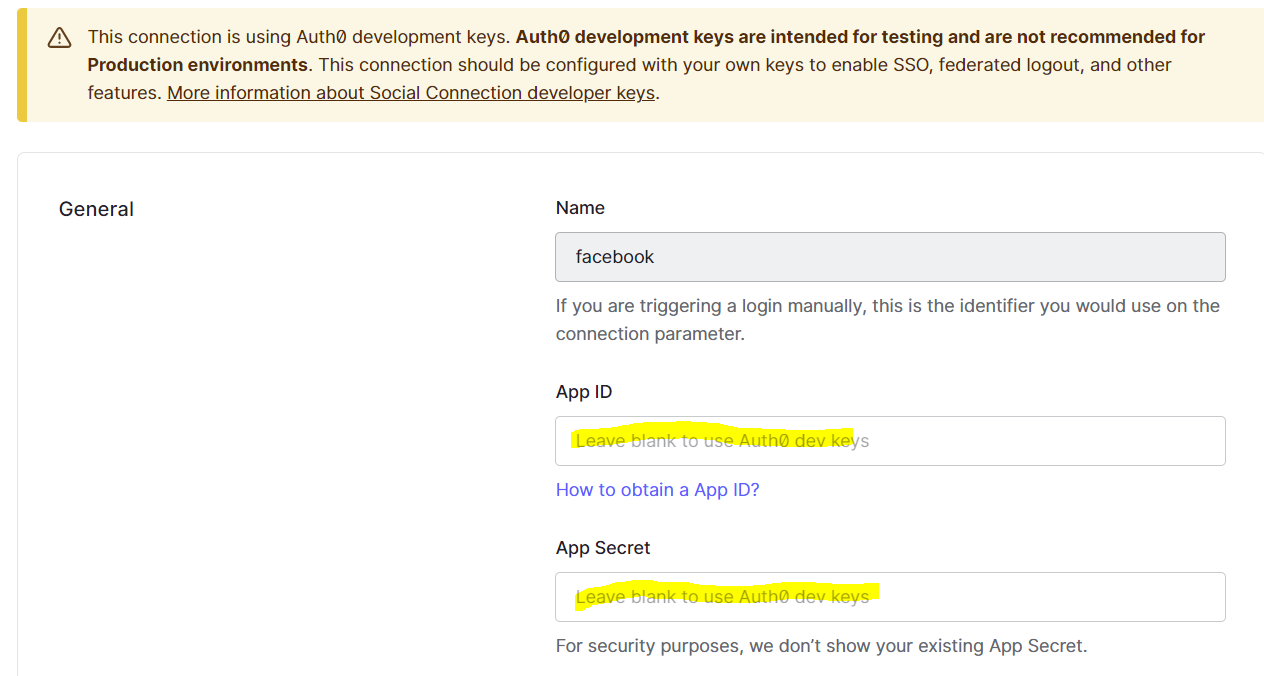 This connection is using Auth0 development keys. Auth0 development keys are intended for testing and are not recommended for
Production environments. This connection should be configured with your own keys to enable SSO, federated logout, and other
features. More information about Social Connection developer keys.
General
Name
facebook
If you are triggering a login manually, this is the identifier you would use on the
connection parameter.
App ID
Leave blank to use Auth0 dev keys
How to obtain a App ID?
App Secret
Leave blank to use Auth0 dev keys
For security purposes, we don’t show your existing App Secret.